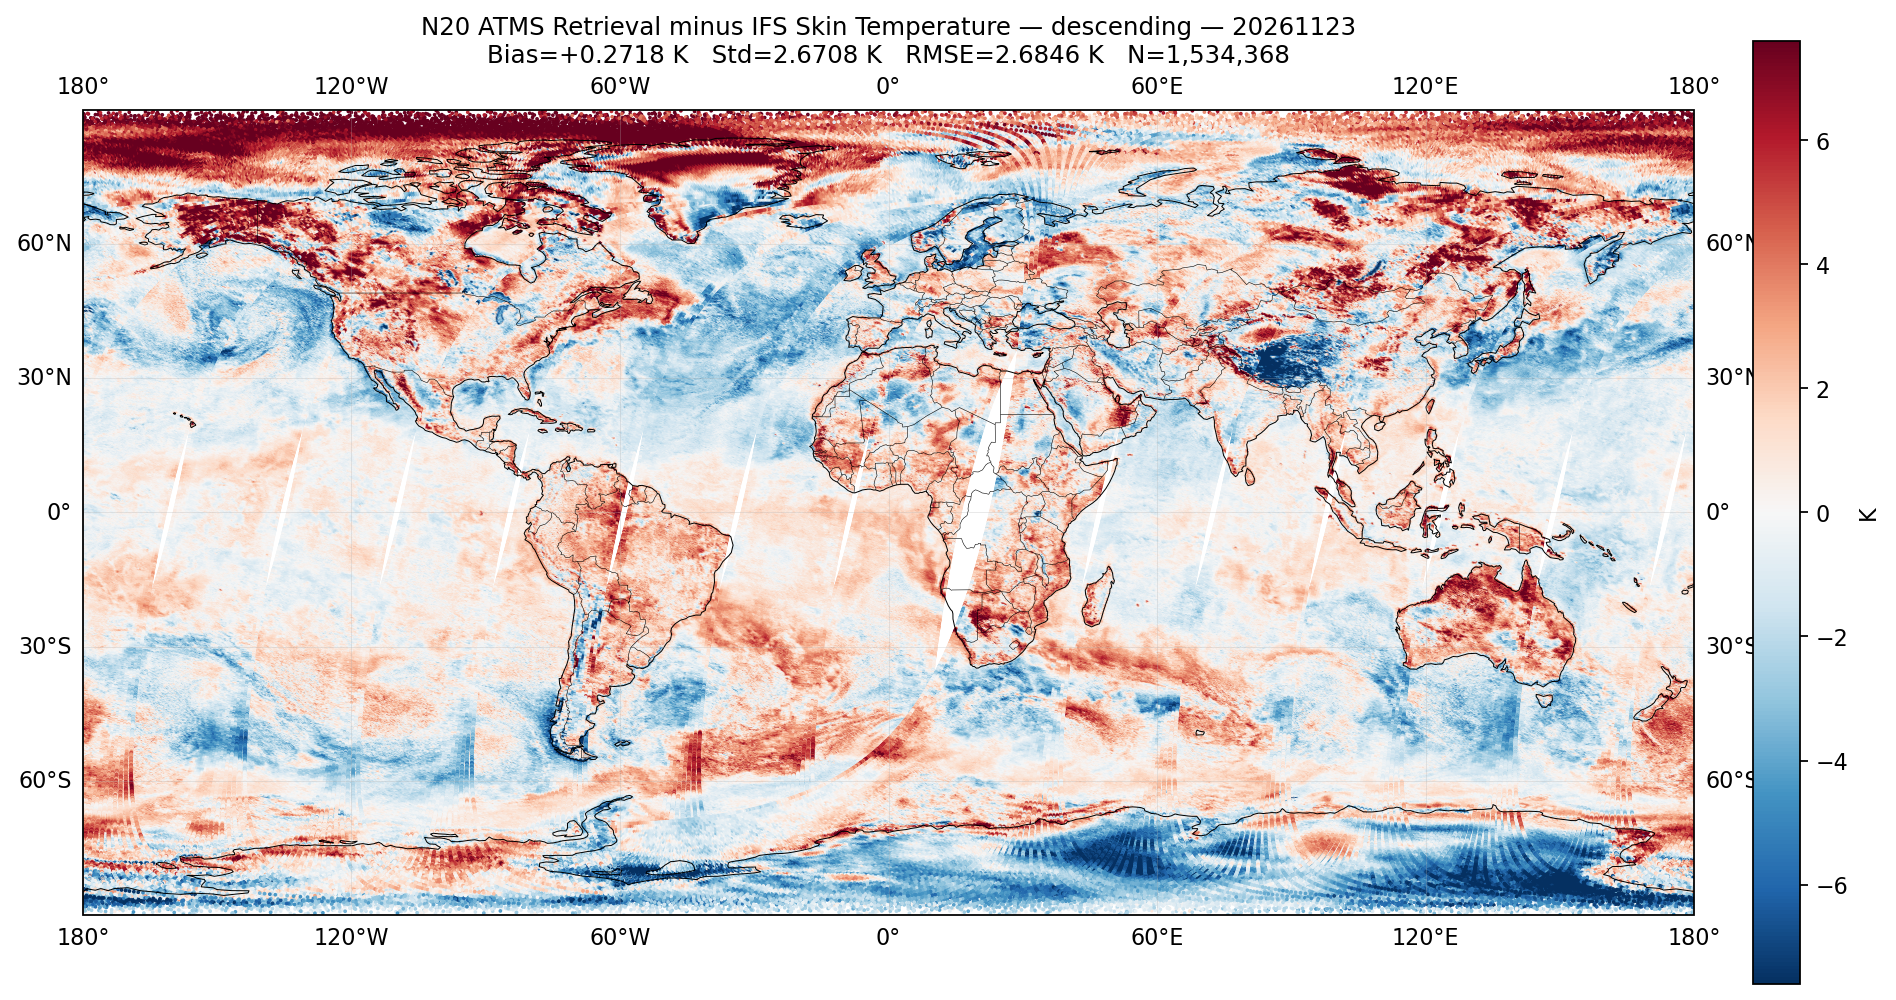 N20 ATMS Retrieval minus IFS Skin Temperature — descending — 20261123
Bias=+0.2718 K   Std=2.6708 K   RMSE=2.6846 K   N=1,534,368
180° 120°W 60°W 0° 60°E 120°E 180°
60°N 60°N
30°N 30°N
0° 0°
30°S 30°S
60°S 60°S
180° 120°W 60°W 0° 60°E 120°E 180°
6
4
2
0
−2
−4
−6
K